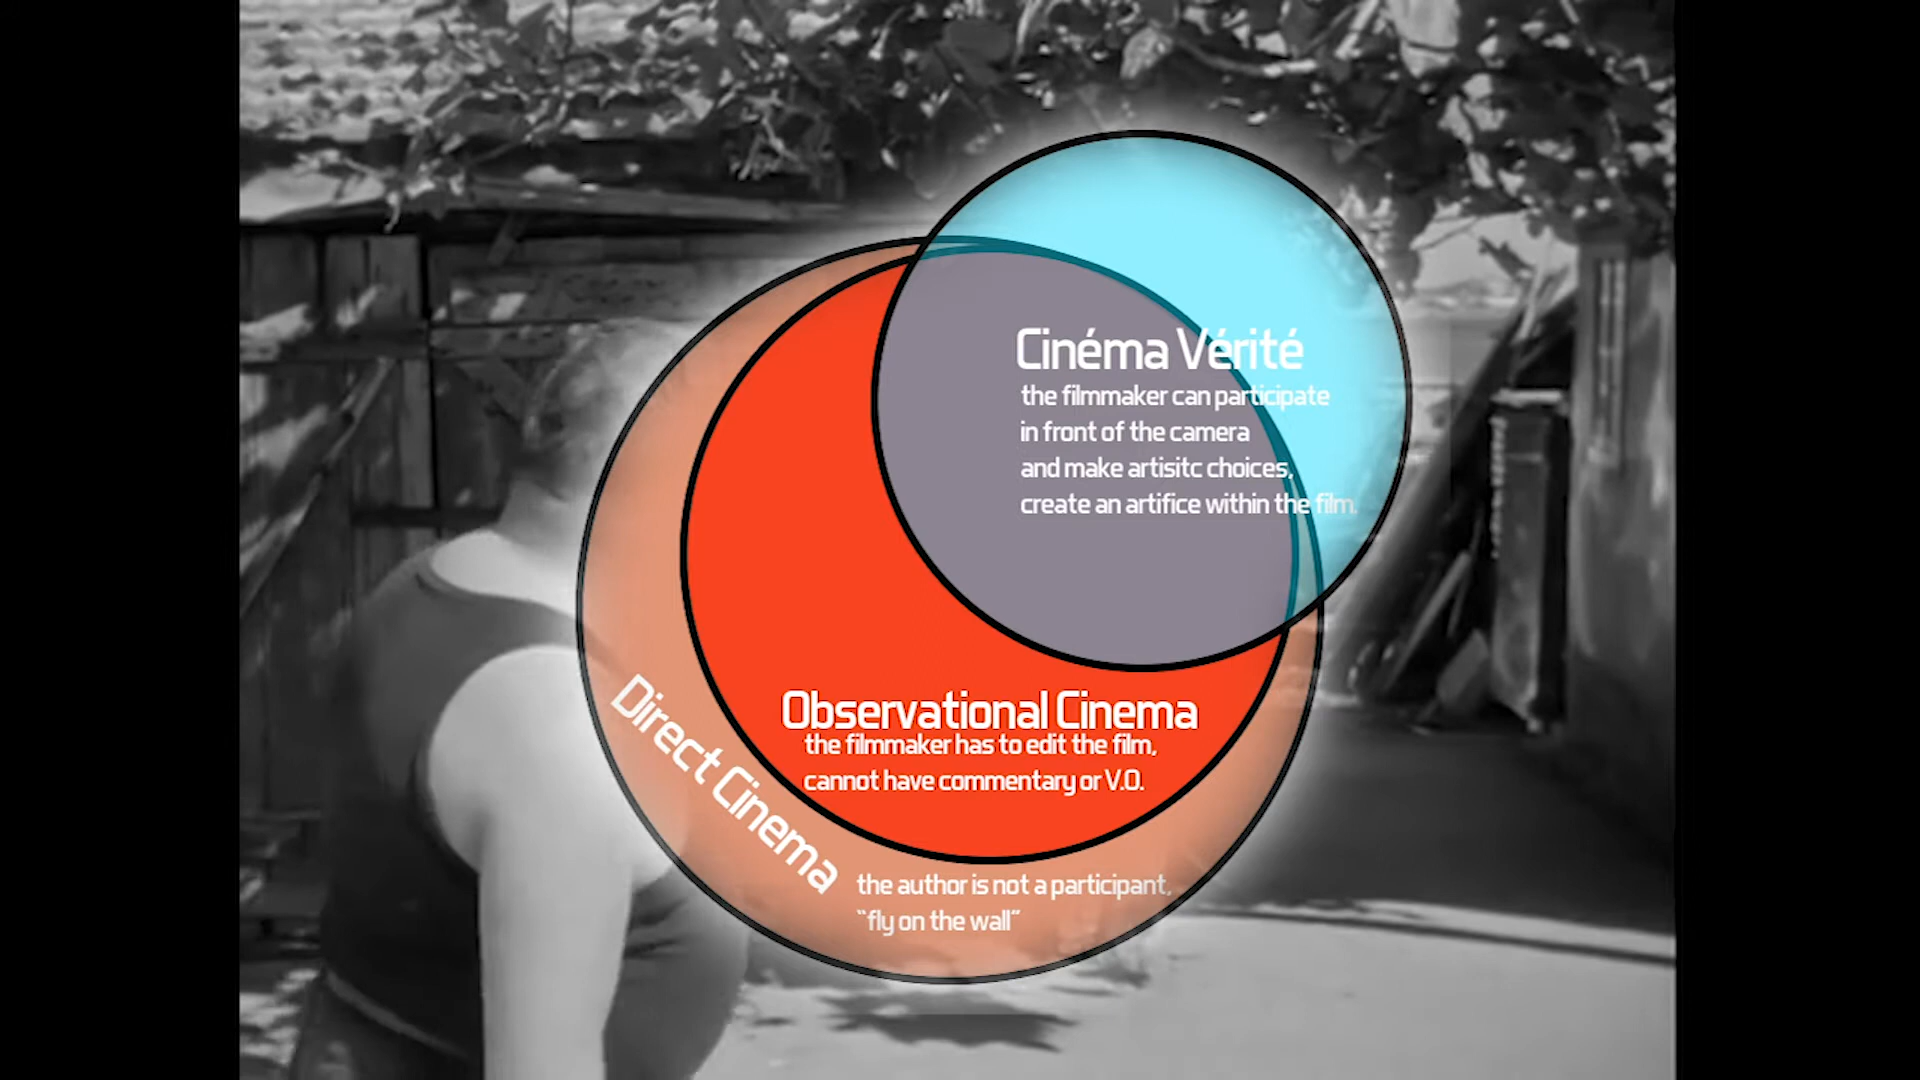 Cinéma Vérité
the filmmaker can participate
in front of the camera
and make artisitc choices,
create an artifice within the film.
Observational Cinema
the filmmaker has to edit the film,
cannot have commentary or V.O.
Direct Cinema
the author is not a participant,
“fly on the wall”